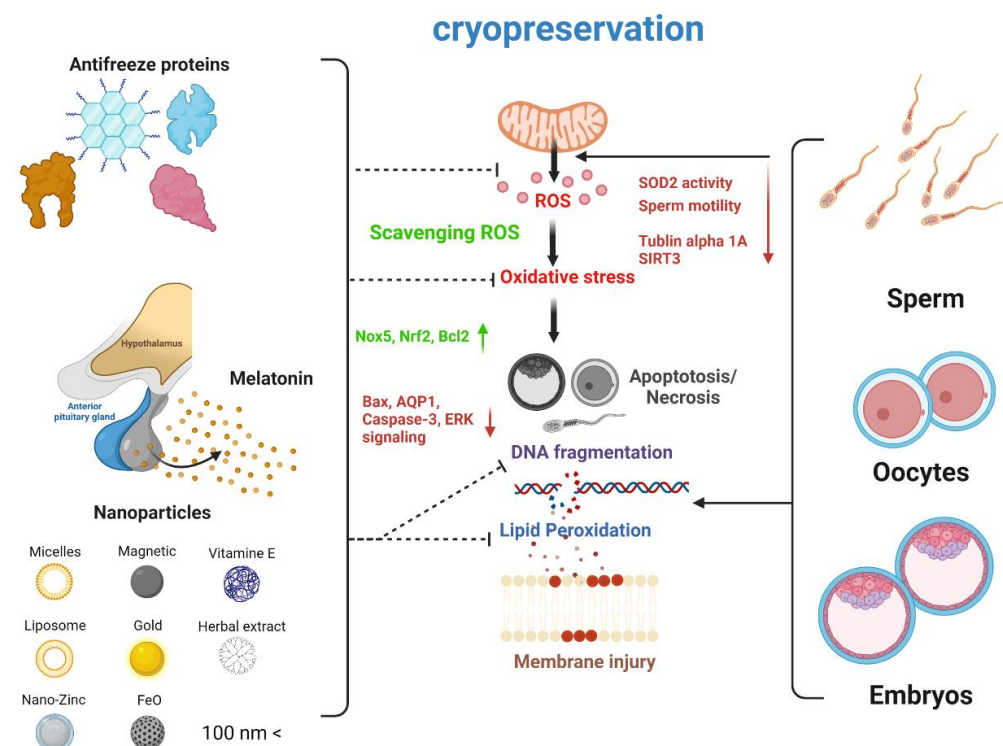 cryopreservation
Antifreeze proteins
Hypothalamus
Anterior
pituitary gland
Melatonin
Nanoparticles
Micelles
Magnetic
Vitamine E
Liposome
Gold
Herbal extract
Nano-Zinc
FeO
100 nm <
Scavenging ROS
Nox5, Nrf2, Bcl2
Bax, AQP1,
Caspase-3, ERK
signaling
ROS
SOD2 activity
Sperm motility
Tublin alpha 1A
SIRT3
Oxidative stress
Apoptotosis/
Necrosis
DNA fragmentation
Lipid Peroxidation
Membrane injury
Sperm
Oocytes
Embryos